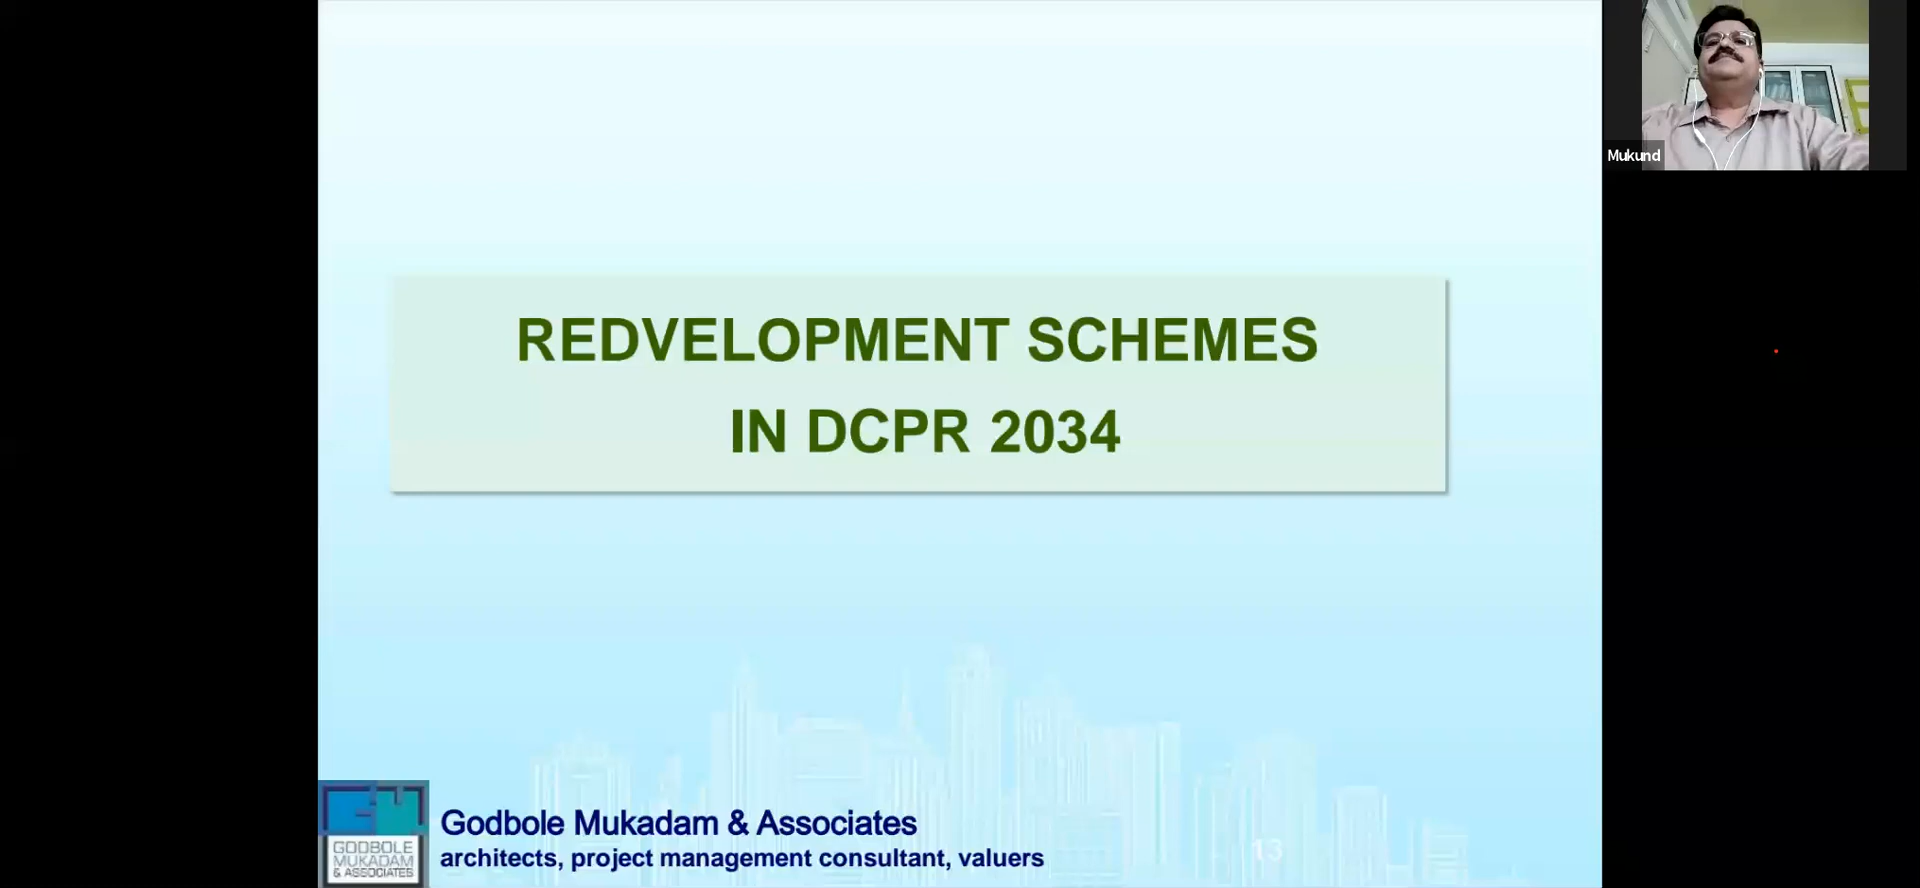 Mukund
REDVELOPMENT SCHEMES
IN DCPR 2034
Godbole Mukadam & Associates
architects, project management consultant, valuers
13
GODBOLE
MUKADAM
& ASSOCIATES